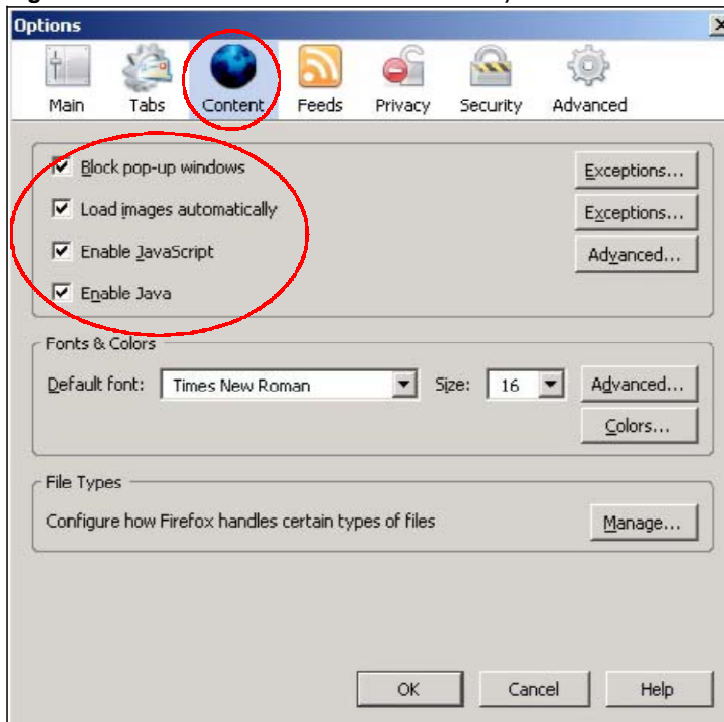 Options
Main Tabs Content Feeds Privacy Security Advanced
Block pop-up windows Exceptions...
Load images automatically Exceptions...
Enable JavaScript Advanced...
Enable Java
Fonts & Colors
Default font: Times New Roman Size: 16 Advanced...
Colors...
File Types
Configure how Firefox handles certain types of files Manage...
OK Cancel Help